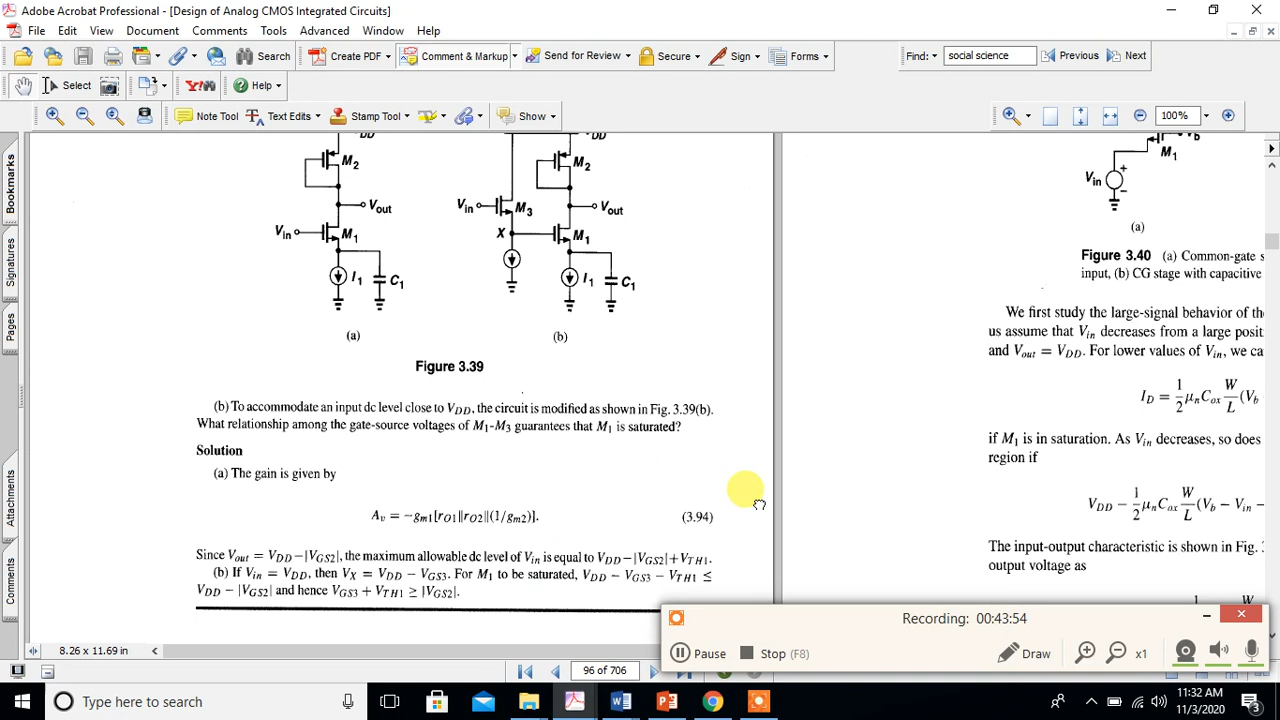 Adobe Acrobat Professional - [Design of Analog CMOS Integrated Circuits]
File Edit View Document Comments Tools Advanced Window Help
Create PDF Comment & Markup Send for Review Secure Sign Forms Find: social science Previous Next
Search
Select Y! Help
Note Tool Text Edits Stamp Tool Show 100%
Bookmarks
Signatures
Pages
Attachments
Comments
DD
M2
Vout
Vin
M1
I1
C1
(a)
DD
M2
Vin
M3
Vout
X
M1
I1
C1
(b)
Figure 3.39
(b) To accommodate an input dc level close to VDD, the circuit is modified as shown in Fig. 3.39(b).
What relationship among the gate-source voltages of M1-M3 guarantees that M1 is saturated?
Solution
(a) The gain is given by
Av = −gm1[rO1||rO2||(1/gm2)]. (3.94)
Since Vout = VDD−|VGS2|, the maximum allowable dc level of Vin is equal to VDD−|VGS2|+VTH1.
(b) If Vin = VDD, then VX = VDD − VGS3. For M1 to be saturated, VDD − VGS3 − VTH1 ≤
VDD − |VGS2| and hence VGS3 + VTH1 ≥ |VGS2|.
Vb
M1
Vin
+
−
(a)
Figure 3.40 (a) Common-gate s
input, (b) CG stage with capacitive
We first study the large-signal behavior of the
us assume that Vin decreases from a large posit
and Vout = VDD. For lower values of Vin, we ca
ID = 1/2 μnCox W/L (Vb −
if M1 is in saturation. As Vin decreases, so does
region if
VDD − 1/2 μnCox W/L (Vb − Vin −
The input-output characteristic is shown in Fig. 3
output voltage as
Recording: 00:43:54
Pause Stop (F8) Draw x1
8.26 x 11.69 in
96 of 706
Type here to search
11:32 AM
11/3/2020
3